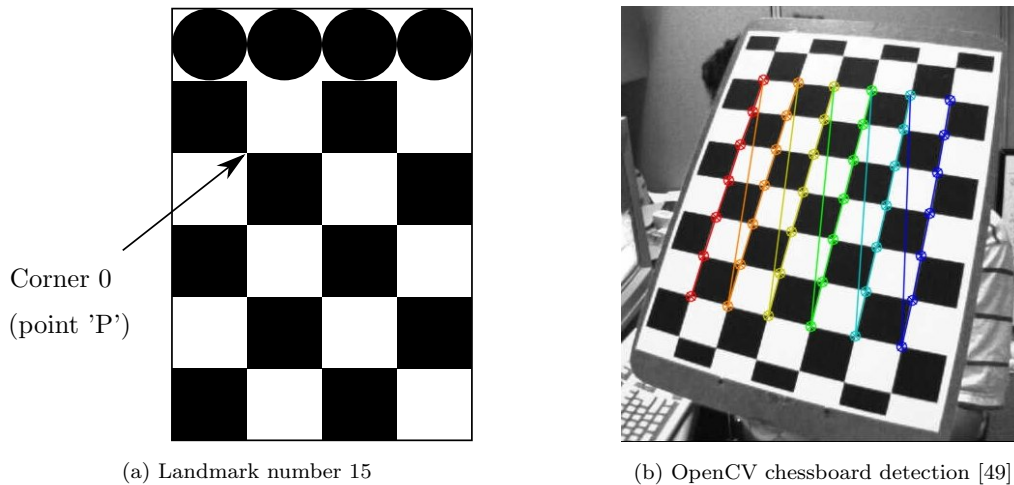 Corner 0
(point 'P')
(a) Landmark number 15
(b) OpenCV chessboard detection [49]